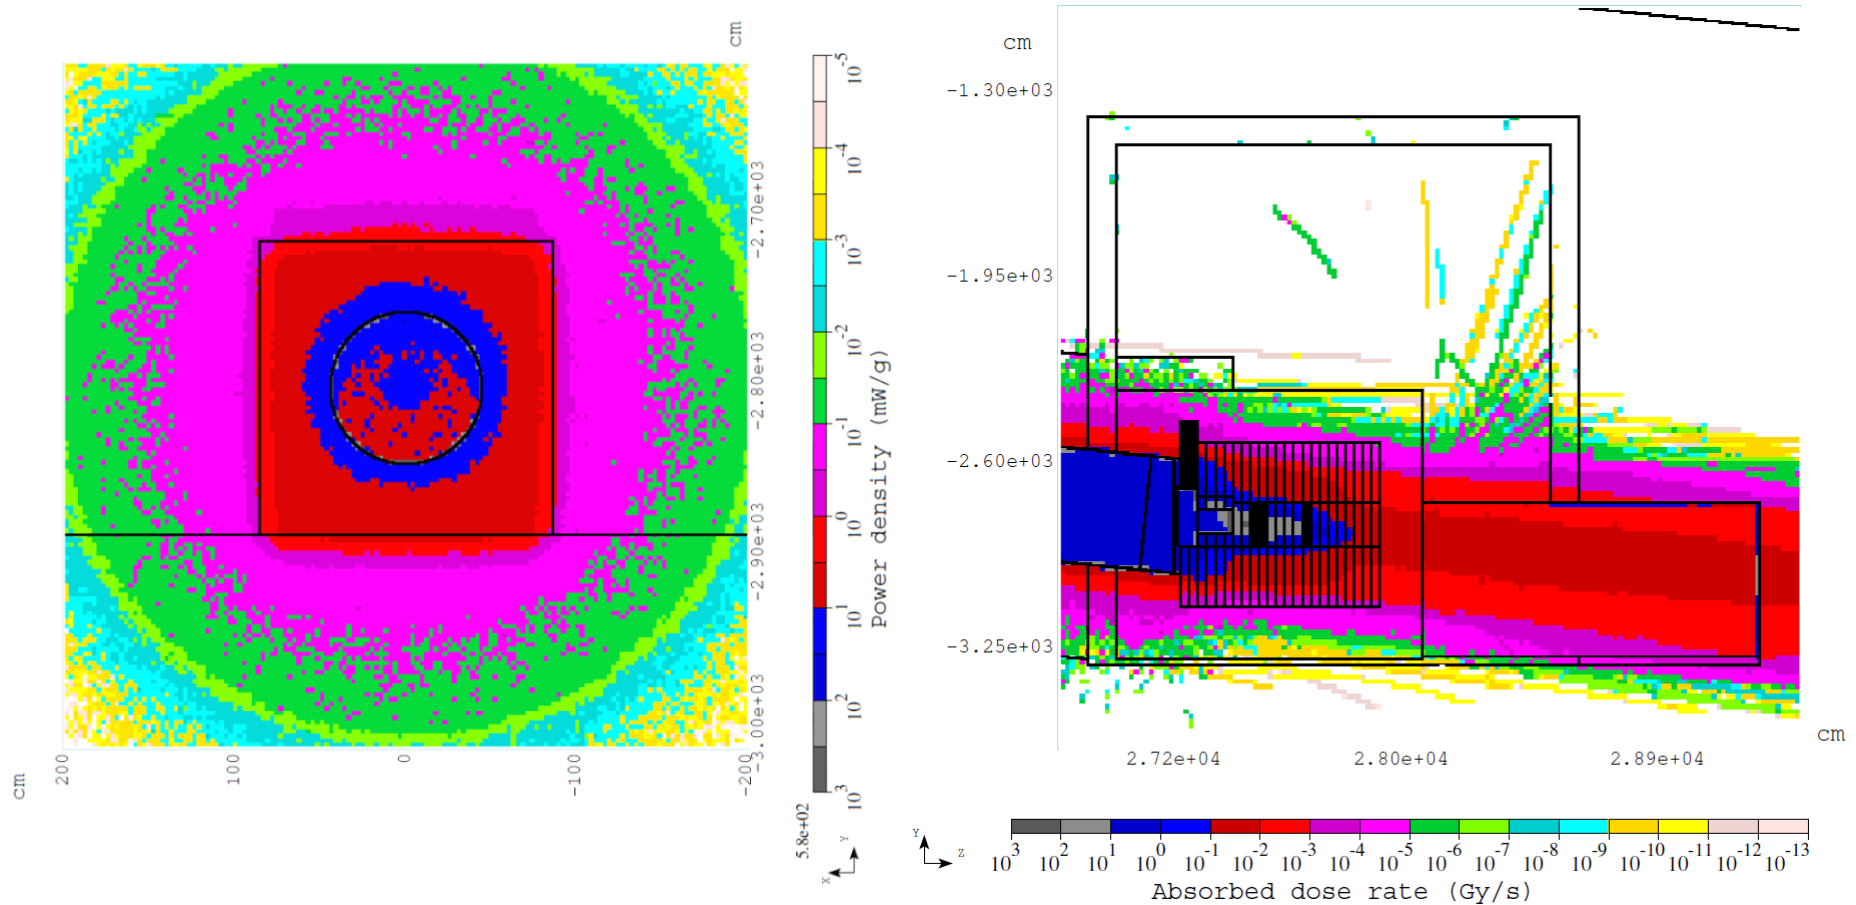 cm
-2.70e+03
-2.80e+03
-2.90e+03
-3.00e+03
200
100
0
-100
-200
cm
10^-5
10^-4
10^-3
10^-2
10^-1
10^0
10^1
10^2
10^3
Power density (mW/g)
5.8e+02
Y
X
cm
-1.30e+03
-1.95e+03
-2.60e+03
-3.25e+03
2.72e+04
2.80e+04
2.89e+04
cm
Y
Z
10^3 10^2 10^1 10^0 10^-1 10^-2 10^-3 10^-4 10^-5 10^-6 10^-7 10^-8 10^-9 10^-10 10^-11 10^-12 10^-13
Absorbed dose rate (Gy/s)